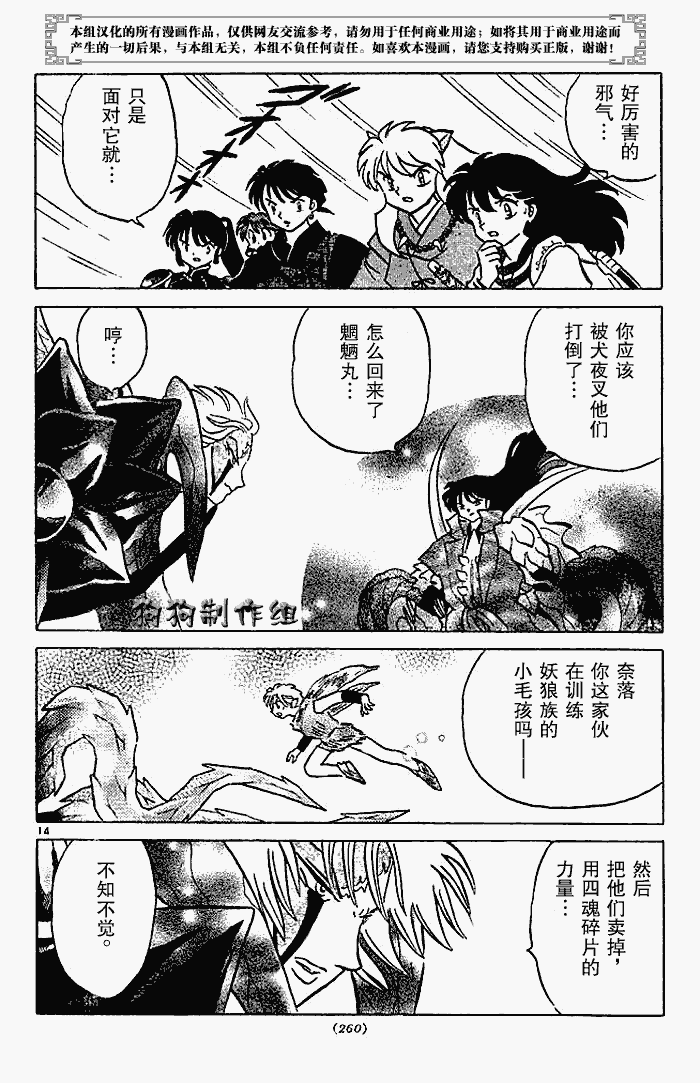 本组汉化的所有漫画作品，仅供网友交流参考，请勿用于任何商业用途；如将其用于商业用途而
产生的一切后果，与本组无关，本组不负任何责任。如喜欢本漫画，请您支持购买正版，谢谢！
好厉害的
邪气…
只是
面对它就…
你应该
被犬夜叉他们
打倒了…
怎么回来了
魍魉丸…
哼…
狗狗制作组
奈落
你这家伙
在训练
妖狼族的
小毛孩吗——
14
然后
把他们卖掉，
用四魂碎片的
力量…
不知不觉。
(260)